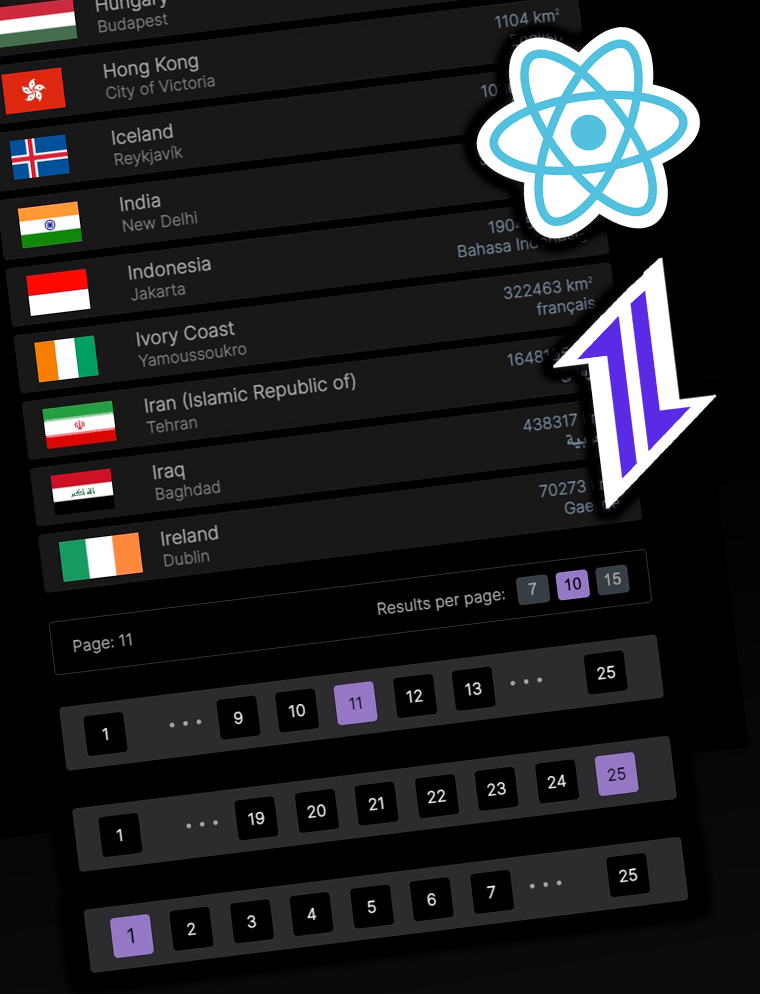 Hungary
Budapest
1104 km²
English
Hong Kong
City of Victoria
Iceland
Reykjavík
India
New Delhi
Indonesia
Jakarta
Bahasa
Ivory Coast
Yamoussoukro
322463 km²
français
Iran (Islamic Republic of)
Tehran
Iraq
Baghdad
438317
Ireland
Dublin
70273
Page: 11
Results per page: 7 10 15
1 ... 9 10 11 12 13 ... 25
1 ... 19 20 21 22 23 24 25
1 2 3 4 5 6 7 ... 25